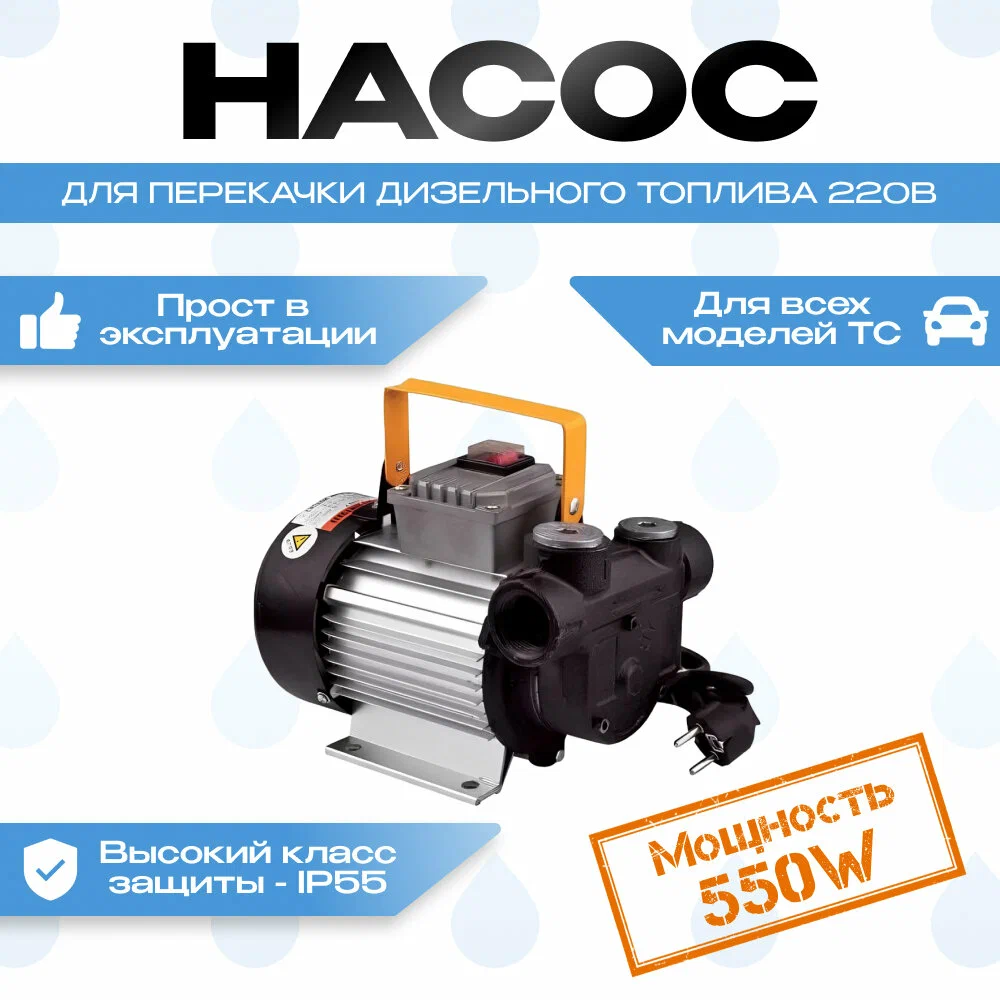 НАСОС
ДЛЯ ПЕРЕКАЧКИ ДИЗЕЛЬНОГО ТОПЛИВА 220В
Прост в
эксплуатации
Для всех
моделей ТС
Высокий класс
защиты - IP55
Мощность
550W